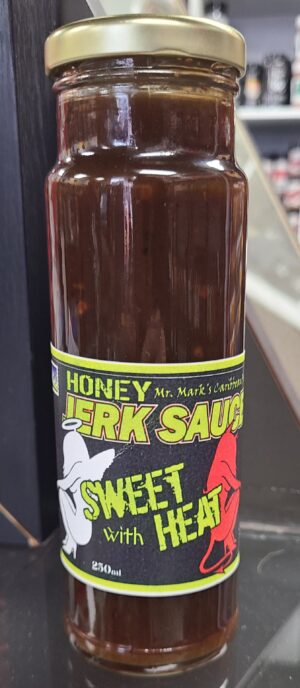 HONEY Mr. Mark's Caribbean
JERK SAUCE
SWEET
with HEAT
250ml